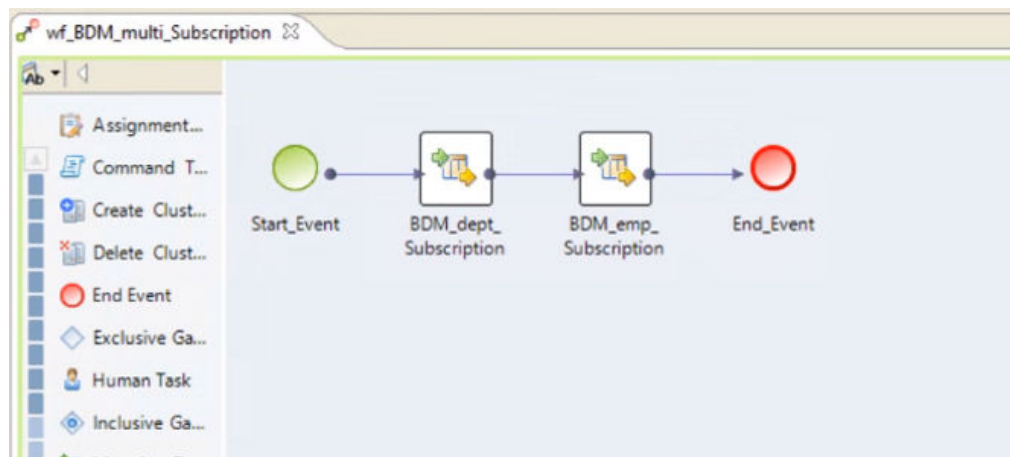 wf_BDM_multi_Subscription
Ab
Assignment...
Command T...
Create Clust...
Delete Clust...
End Event
Exclusive Ga...
Human Task
Inclusive Ga...
Start_Event
BDM_dept_
Subscription
BDM_emp_
Subscription
End_Event